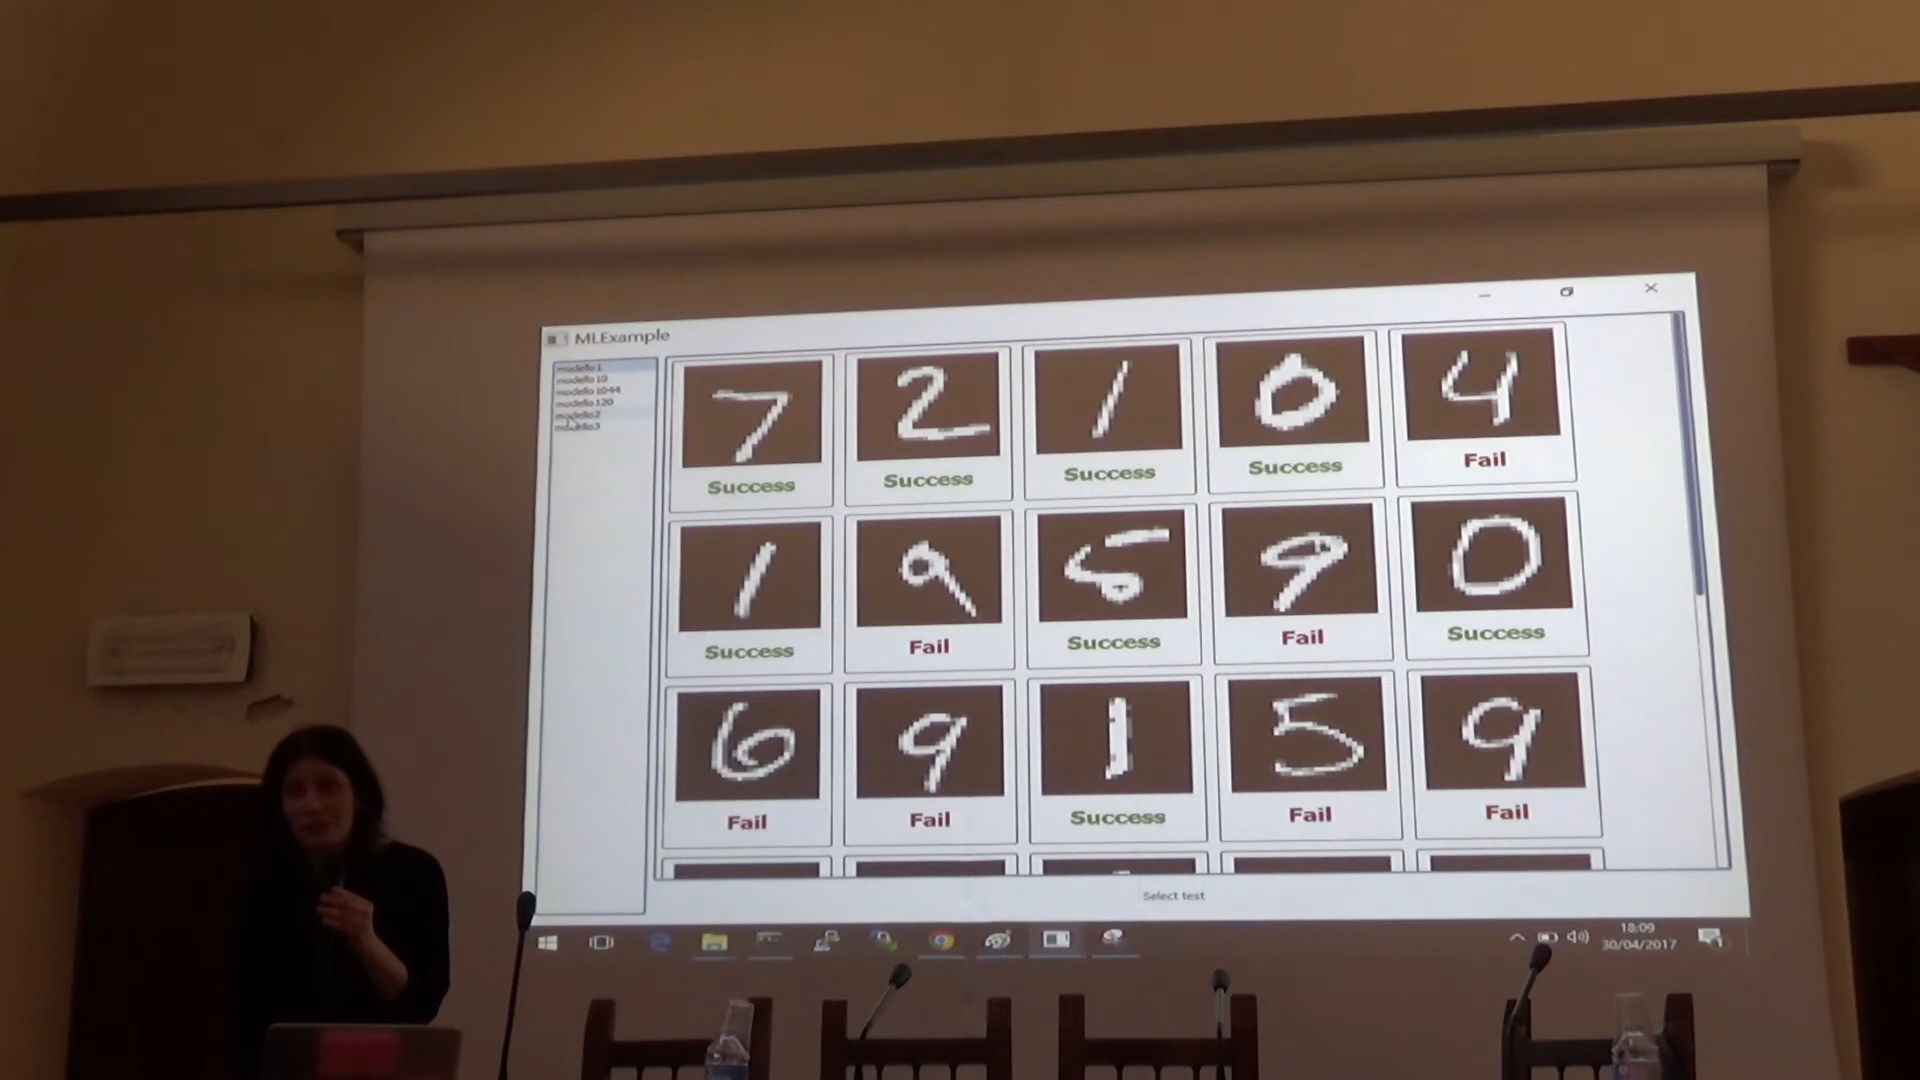 MLExample
modello1
modello10
modello1044
modello120
modello2
modello3
7 2 1 0 4
Success Success Success Success Fail
1 9 5 9 0
Success Fail Success Fail Success
6 9 1 5 9
Fail Fail Success Fail Fail
Select test
18:09
30/04/2017